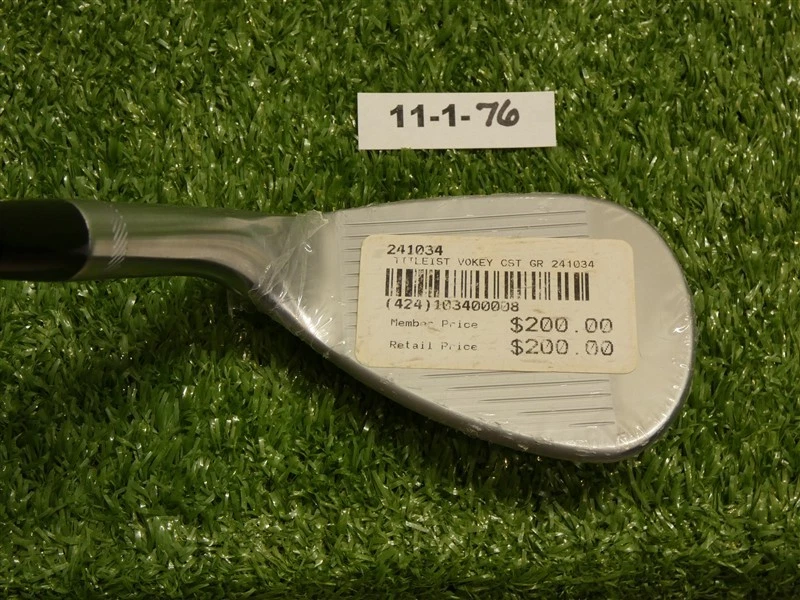 11-1-76
241034
TITLEIST VOKEY CST GR 241034
(424)103400008
Member Price $200.00
Retail Price $200.00